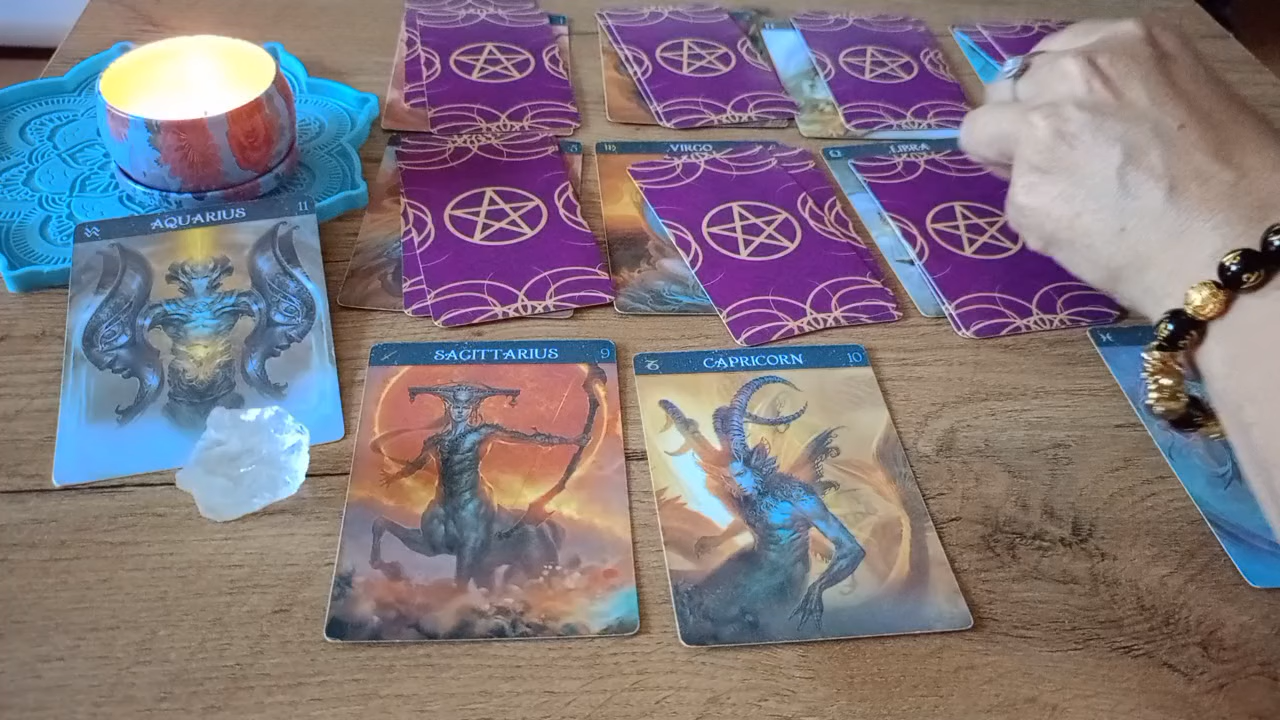 VIRGO
LIBRA
AQUARIUS 11
SAGITTARIUS 9
CAPRICORN 10